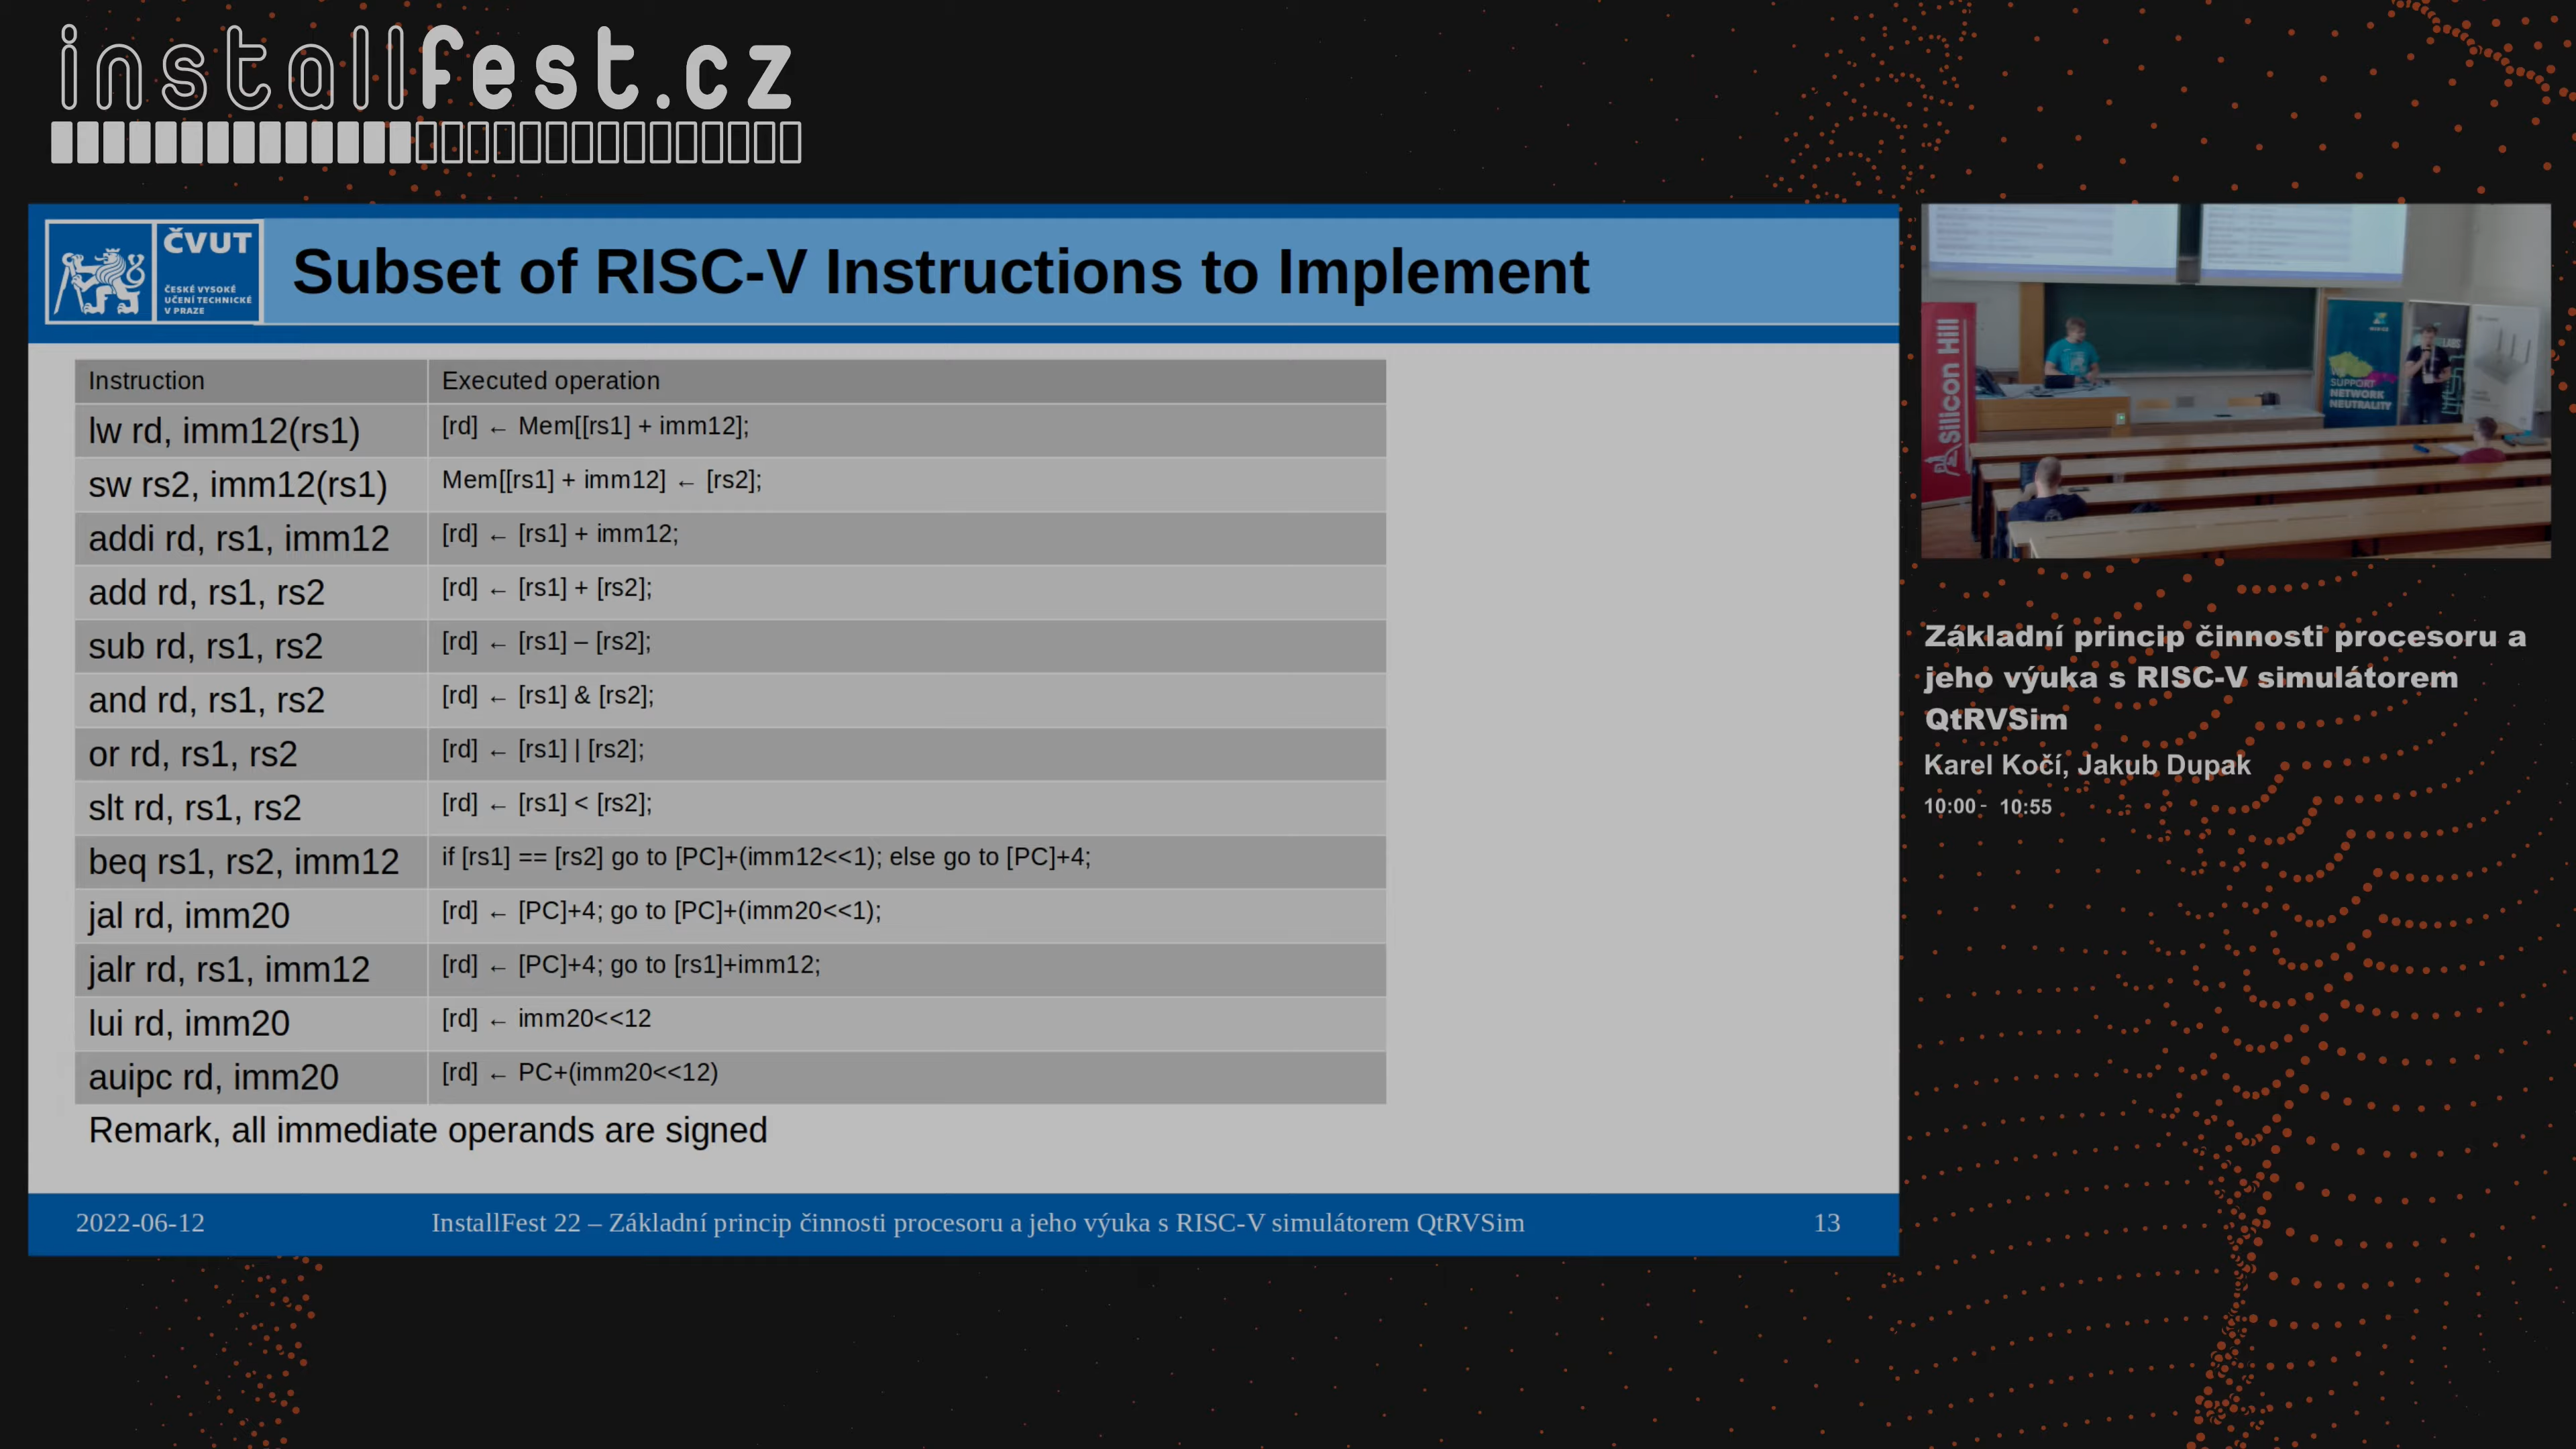 installfest.cz
ČVUT
ČESKÉ VYSOKÉ
UČENÍ TECHNICKÉ
V PRAZE
Subset of RISC-V Instructions to Implement
Instruction Executed operation
lw rd, imm12(rs1) [rd] ← Mem[[rs1] + imm12];
sw rs2, imm12(rs1) Mem[[rs1] + imm12] ← [rs2];
addi rd, rs1, imm12 [rd] ← [rs1] + imm12;
add rd, rs1, rs2 [rd] ← [rs1] + [rs2];
sub rd, rs1, rs2 [rd] ← [rs1] – [rs2];
and rd, rs1, rs2 [rd] ← [rs1] & [rs2];
or rd, rs1, rs2 [rd] ← [rs1] | [rs2];
slt rd, rs1, rs2 [rd] ← [rs1] < [rs2];
beq rs1, rs2, imm12 if [rs1] == [rs2] go to [PC]+(imm12<<1); else go to [PC]+4;
jal rd, imm20 [rd] ← [PC]+4; go to [PC]+(imm20<<1);
jalr rd, rs1, imm12 [rd] ← [PC]+4; go to [rs1]+imm12;
lui rd, imm20 [rd] ← imm20<<12
auipc rd, imm20 [rd] ← PC+(imm20<<12)
Remark, all immediate operands are signed
2022-06-12 InstallFest 22 – Základní princip činnosti procesoru a jeho výuka s RISC-V simulátorem QtRVSim 13
Silicon Hill
SUPPORT
NETWORK
NEUTRALITY
LABS
Základní princip činnosti procesoru a
jeho výuka s RISC-V simulátorem
QtRVSim
Karel Kočí, Jakub Dupak
10:00 - 10:55